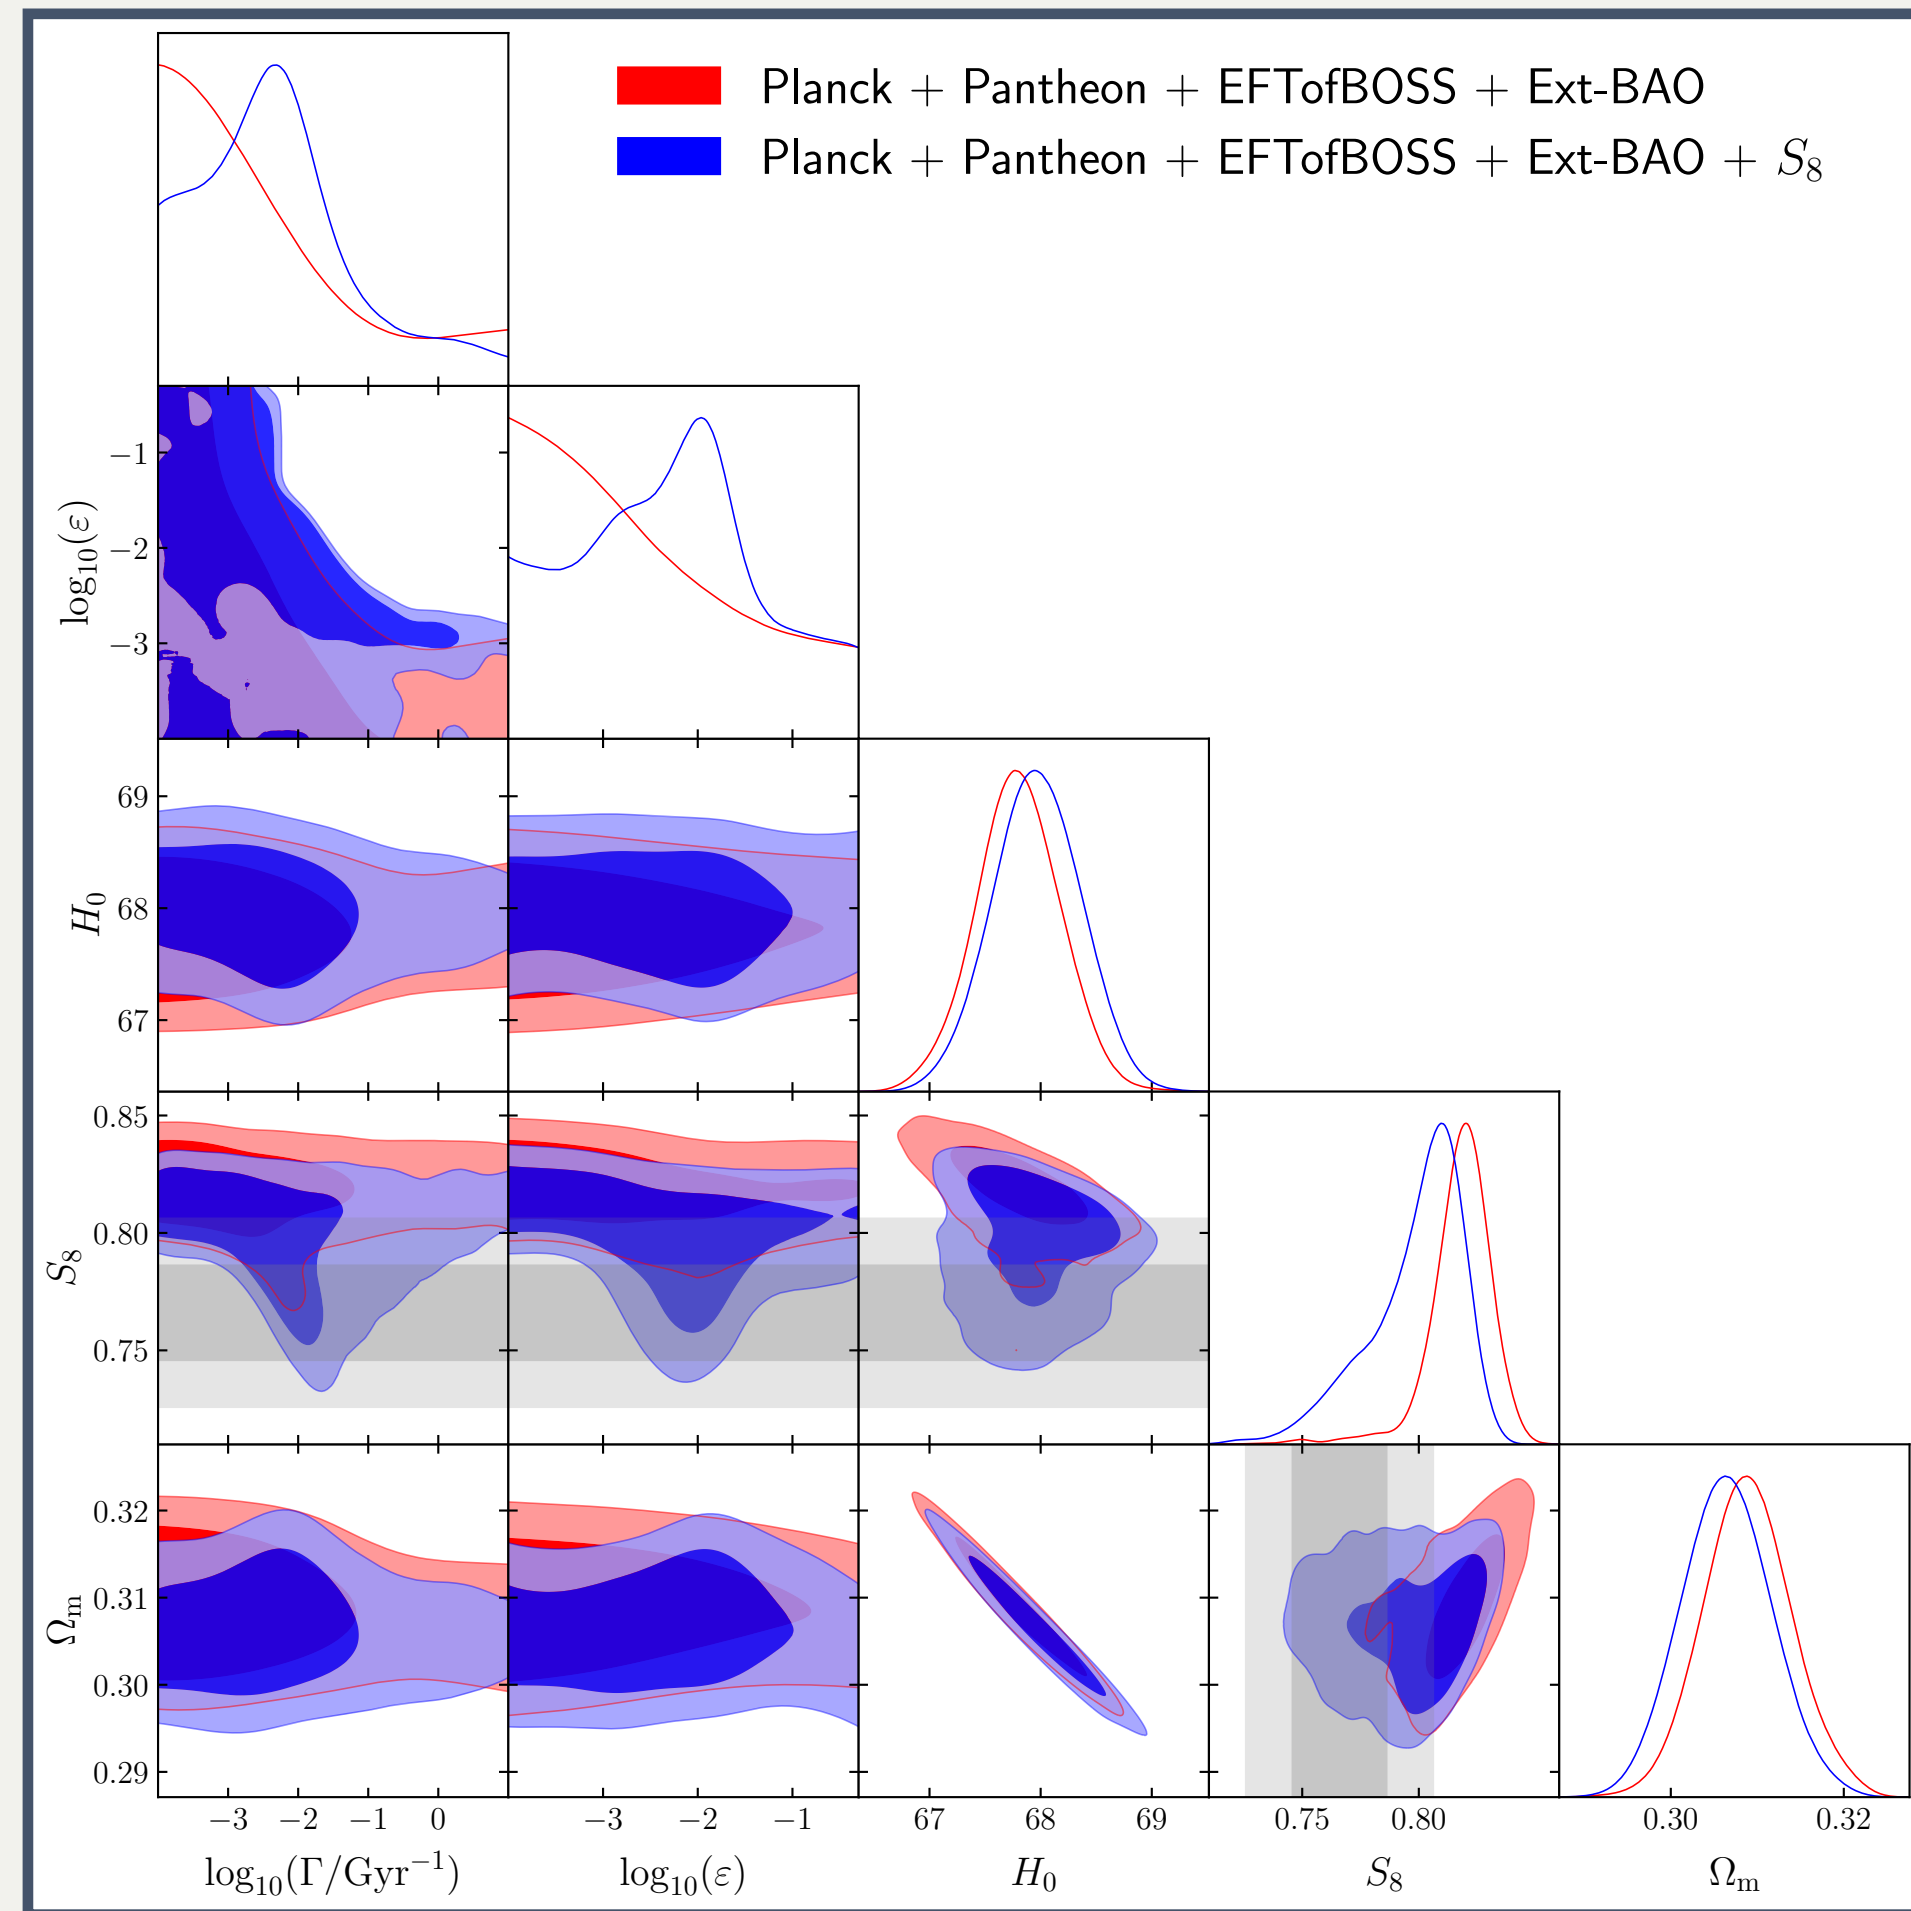 Planck + Pantheon + EFTofBOSS + Ext-BAO
Planck + Pantheon + EFTofBOSS + Ext-BAO + S₈
−1
−2
−3
log₁₀(ε)
69
68
67
H₀
0.85
0.80
0.75
S₈
0.32
0.31
0.30
0.29
Ωₘ
−3 −2 −1 0 −3 −2 −1 67 68 69 0.75 0.80 0.30 0.32
log₁₀(Γ/Gyr⁻¹) log₁₀(ε) H₀ S₈ Ωₘ